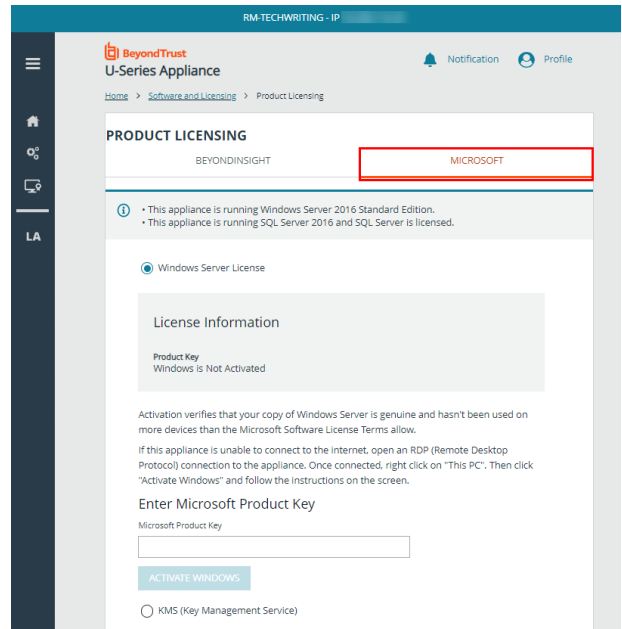 RM-TECHWRITING - IP
BeyondTrust
U-Series Appliance
Notification
Profile
Home > Software and Licensing > Product Licensing
LA
PRODUCT LICENSING
BEYONDINSIGHT
MICROSOFT
• This appliance is running Windows Server 2016 Standard Edition.
• This appliance is running SQL Server 2016 and SQL Server is licensed.
Windows Server License
License Information
Product Key
Windows is Not Activated
Activation verifies that your copy of Windows Server is genuine and hasn't been used on
more devices than the Microsoft Software License Terms allow.
If this appliance is unable to connect to the internet, open an RDP (Remote Desktop
Protocol) connection to the appliance. Once connected, right click on "This PC". Then click
"Activate Windows" and follow the instructions on the screen.
Enter Microsoft Product Key
Microsoft Product Key
ACTIVATE WINDOWS
KMS (Key Management Service)